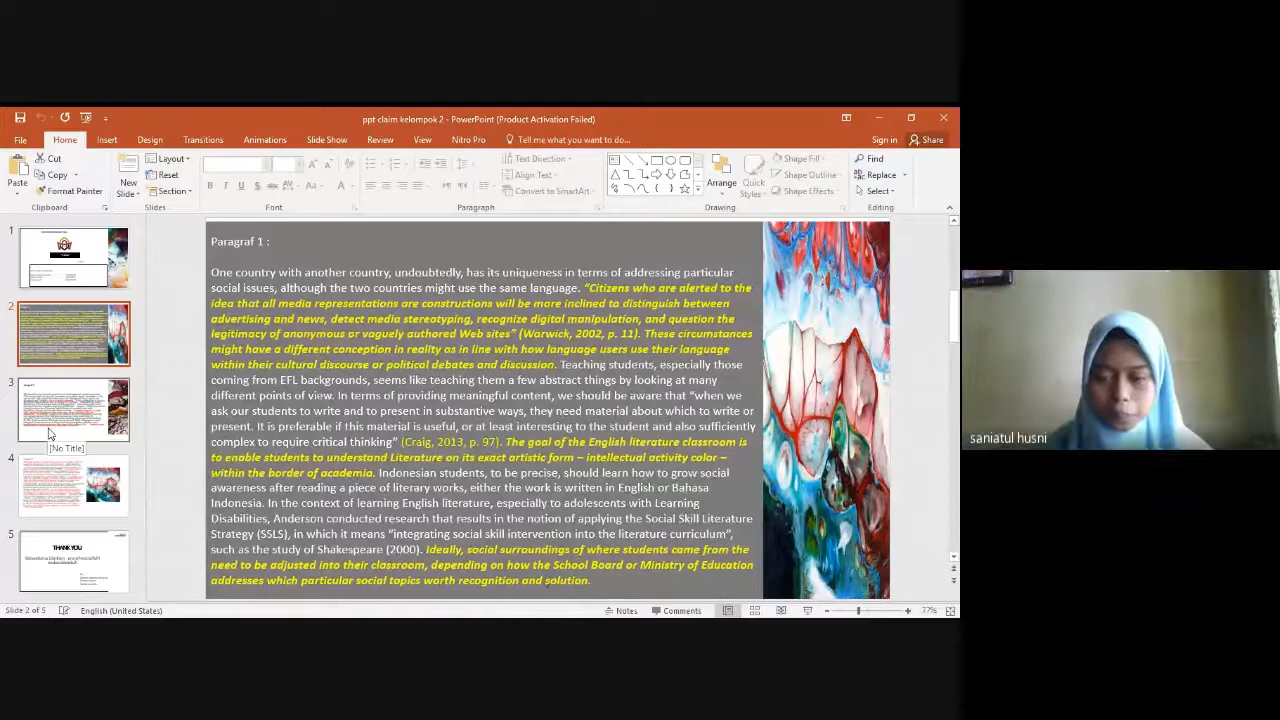 ppt claim kelompok 2 - PowerPoint (Product Activation Failed)
File Home Insert Design Transitions Animations Slide Show Review View Nitro Pro Tell me what you want to do... Sign in Share
Paste
Cut
Copy
Format Painter
Clipboard
New Slide
Layout
Reset
Section
Slides
Font
Text Direction
Align Text
Convert to SmartArt
Paragraph
Arrange
Quick Styles
Shape Fill
Shape Outline
Shape Effects
Drawing
Find
Replace
Select
Editing
1
2
3
4
5
[No Title]
THANK YOU
Paragraf 1 :
One country with another country, undoubtedly, has its uniqueness in terms of addressing particular
social issues, although the two countries might use the same language. “Citizens who are alerted to the
idea that all media representations are constructions will be more inclined to distinguish between
advertising and news, detect media stereotyping, recognize digital manipulation, and question the
legitimacy of anonymous or vaguely authored Web sites” (Warwick, 2002, p. 11). These circumstances
might have a different conception in reality as in line with how language users use their language
within their cultural discourse or political debates and discussion. Teaching students, especially those
coming from EFL backgrounds, seems like teaching them a few abstract things by looking at many
different points of view. In terms of providing meaningful content, we should be aware that “when we
want students to write and to present in support of views, they need material about which to write or
present. It is preferable if this material is useful, or at least interesting to the student and also sufficiently
complex to require critical thinking” (Craig, 2013, p. 97). The goal of the English literature classroom is
to enable students to understand Literature on its exact artistic form – intellectual activity color –
within the border of academia. Indonesian students, to be precise, should learn how to grow social
awareness after reading a piece of literary works either the work is written in English or Bahasa
Indonesia. In the context of learning English literature, especially to adolescents with Learning
Disabilities, Anderson conducted research that results in the notion of applying the Social Skill Literature
Strategy (SSLS), in which it means “integrating social skill intervention into the literature curriculum”,
such as the study of Shakespeare (2000). Ideally, social surroundings of where students came from the
need to be adjusted into their classroom, depending on how the School Board or Ministry of Education
addresses which particular social topics worth recognition and solution.
saniatul husni
Slide 2 of 5 English (United States) Notes Comments 77%